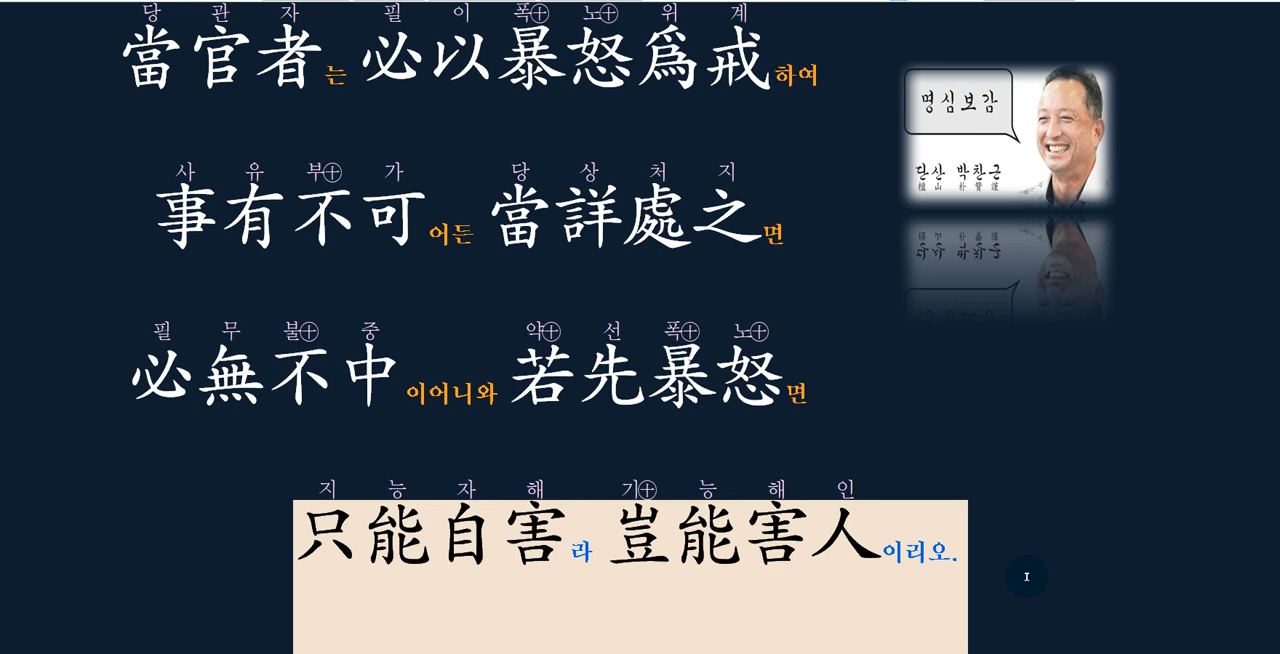 당 관 자 필 이 폭㊉ 노㊉ 위 계
當官者는 必以暴怒爲戒하여
명심보감
단산 박찬근
檀山 朴贊謹
사 유 부㊉ 가 당 상 처 지
事有不可어든 當詳處之면
필 무 불㊉ 중 약㊉ 선 폭㊉ 노㊉
必無不中이어니와 若先暴怒면
지 능 자 해 기㊉ 능 해 인
只能自害라 豈能害人이리오.